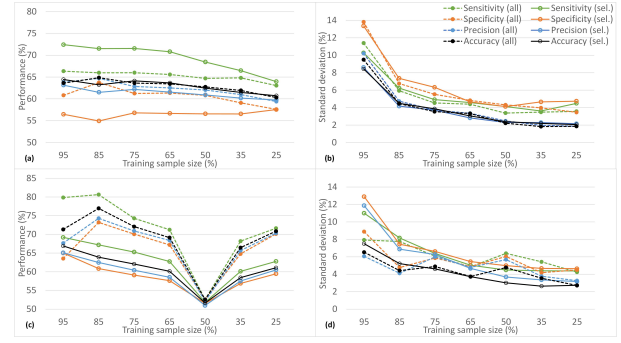 80
75
70
65
60
55
50
Performance (%)
(a)
95 85 75 65 50 35 25
Training sample size (%)
Sensitivity (all) Sensitivity (sel.)
Specificity (all) Specificity (sel.)
Precision (all) Precision (sel.)
Accuracy (all) Accuracy (sel.)
14
12
10
8
6
4
2
0
Standard deviation (%)
(b)
95 85 75 65 50 35 25
Training sample size (%)
85
80
75
70
65
60
55
50
Performance (%)
(c)
95 85 75 65 50 35 25
Training sample size (%)
14
12
10
8
6
4
2
0
Standard deviation (%)
(d)
95 85 75 65 50 35 25
Training sample size (%)